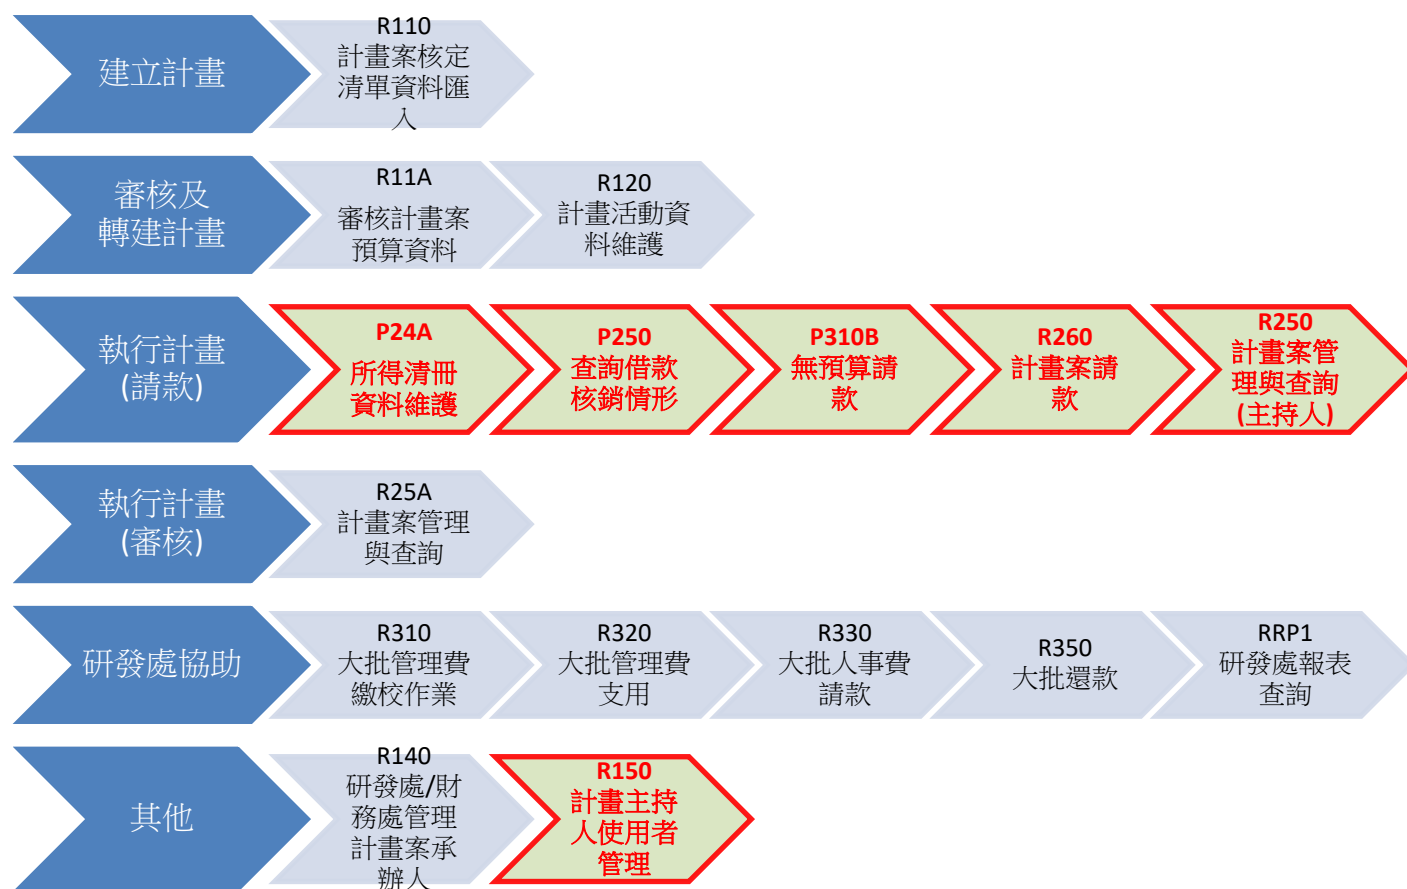 建立計畫
R110
計畫案核定
清單資料匯
入
審核及
轉建計畫
R11A
審核計畫案
預算資料
R120
計畫活動資
料維護
執行計畫
(請款)
P24A
所得清冊
資料維護
P250
查詢借款
核銷情形
P310B
無預算請
款
R260
計畫案請
款
R250
計畫案管
理與查詢
(主持人)
執行計畫
(審核)
R25A
計畫案管理
與查詢
研發處協助
R310
大批管理費
繳校作業
R320
大批管理費
支用
R330
大批人事費
請款
R350
大批還款
RRP1
研發處報表
查詢
其他
R140
研發處/財
務處管理
計畫案承
辦人
R150
計畫主持
人使用者
管理